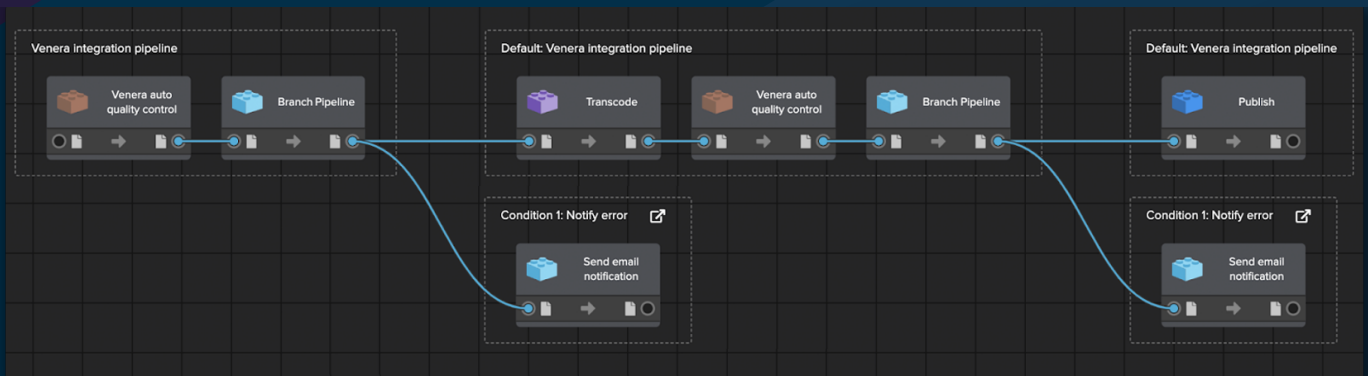 Venera integration pipeline
Venera auto
quality control
Branch Pipeline
Default: Venera integration pipeline
Transcode
Venera auto
quality control
Branch Pipeline
Default: Venera integration pipeline
Publish
Condition 1: Notify error
Send email
notification
Condition 1: Notify error
Send email
notification